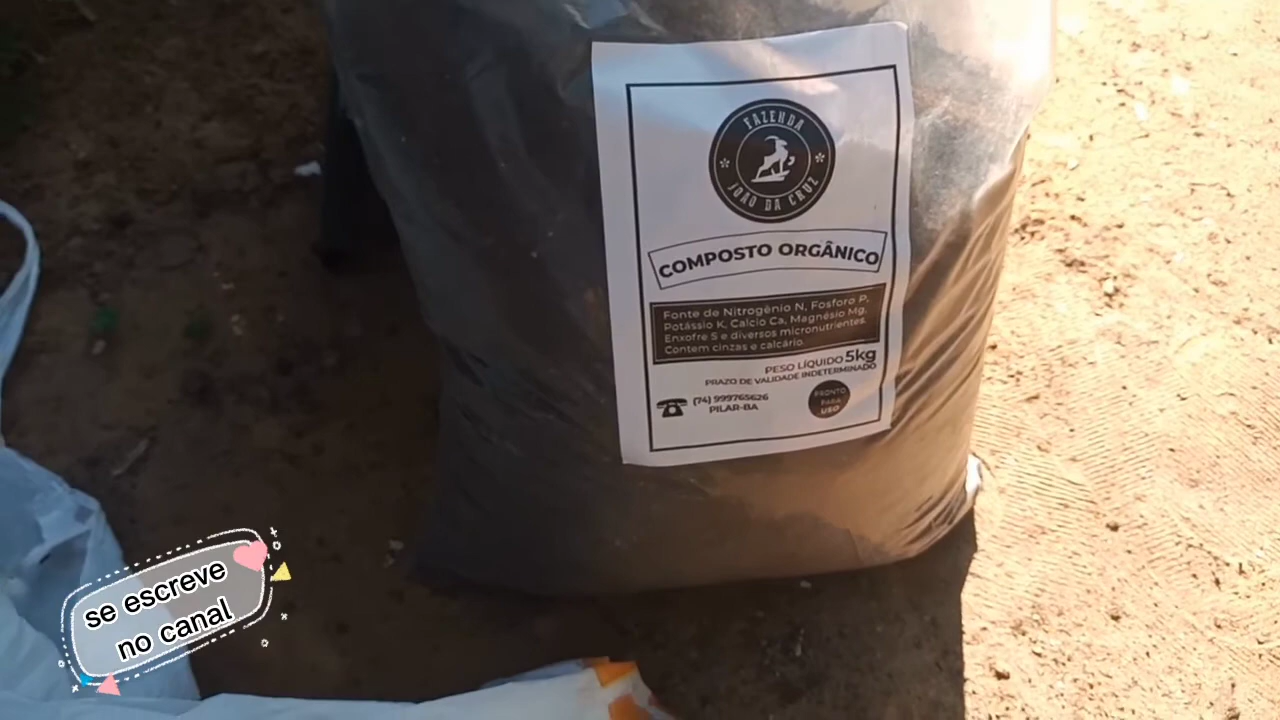 FAZENDA
JOÃO DA CRUZ
COMPOSTO ORGÂNICO
Fonte de Nitrogênio N, Fosforo P,
Potássio K, Calcio Ca, Magnésio Mg,
Enxofre S e diversos micronutrientes.
Contem cinzas e calcário.
PESO LÍQUIDO 5kg
PRAZO DE VALIDADE INDETERMINADO
(74) 999765626
PILAR-BA
PRONTO
PARA
USO
se escreve
no canal